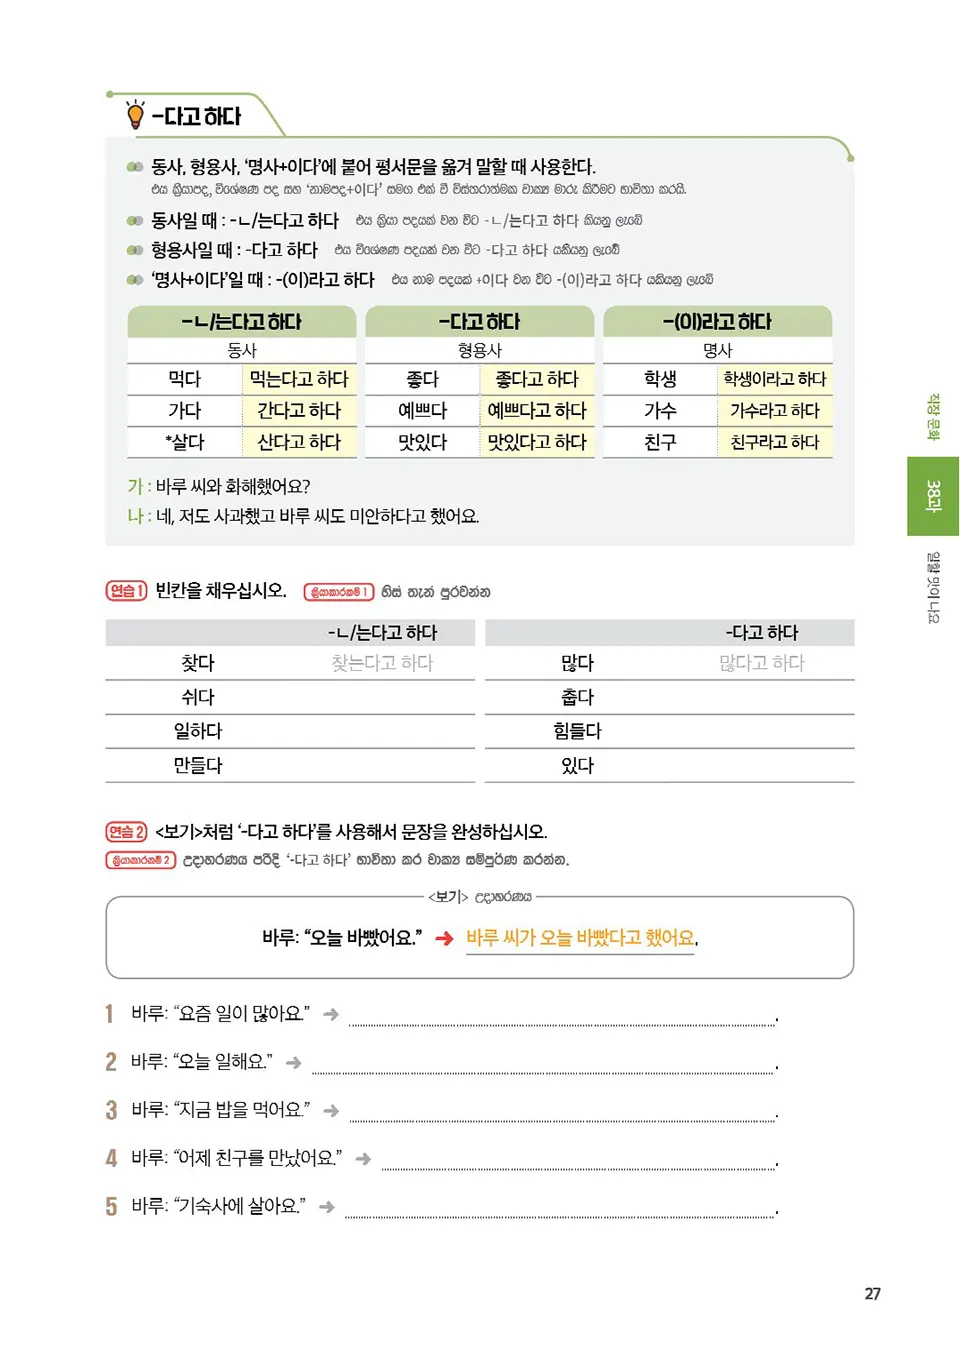 -다고 하다
동사, 형용사, ‘명사+이다’에 붙어 평서문을 옮겨 말할 때 사용한다.
එය ක්‍රියාපද, විශේෂණ පද සහ ‘නාමපද+이다’ සමග එක් වී විස්තරාත්මක වාක්‍ය මාරු කිරීමට භාවිතා කරයි.
동사일 때 : -ㄴ/는다고 하다 එය ක්‍රියා පදයක් වන විට -ㄴ/는다고 하다 කියනු ලැබේ
형용사일 때 : -다고 하다 එය විශේෂණ පදයක් වන විට -다고 하다 යකියනු ලැබේ
‘명사+이다’일 때 : -(이)라고 하다 එය නාම පදයක් +이다 වන විට -(이)라고 하다 යකියනු ලැබේ
-ㄴ/는다고 하다 -다고 하다 -(이)라고 하다
동사 형용사 명사
먹다 먹는다고 하다 좋다 좋다고 하다 학생 학생이라고 하다
가다 간다고 하다 예쁘다 예쁘다고 하다 가수 가수라고 하다
*살다 산다고 하다 맛있다 맛있다고 하다 친구 친구라고 하다
가 : 바루 씨와 화해했어요?
나 : 네, 저도 사과했고 바루 씨도 미안하다고 했어요.
연습 1 빈칸을 채우십시오. ක්‍රියාකාරකම් 1 හිස් තැන් පුරවන්න
-ㄴ/는다고 하다 -다고 하다
찾다 찾는다고 하다 많다 많다고 하다
쉬다 춥다
일하다 힘들다
만들다 있다
연습 2 <보기>처럼 ‘-다고 하다’를 사용해서 문장을 완성하십시오.
ක්‍රියාකාරකම් 2 උදාහරණය පරිදි ‘-다고 하다’ භාවිතා කර වාක්‍ය සම්පුර්ණ කරන්න.
<보기> උදාහරණය
바루: “오늘 바빴어요.” ➔ 바루 씨가 오늘 바빴다고 했어요.
1 바루: “요즘 일이 많아요.” ➔ .
2 바루: “오늘 일해요.” ➔ .
3 바루: “지금 밥을 먹어요.” ➔ .
4 바루: “어제 친구를 만났어요.” ➔ .
5 바루: “기숙사에 살아요.” ➔ .
직장 문화
38과
일할 맛이 나요
27